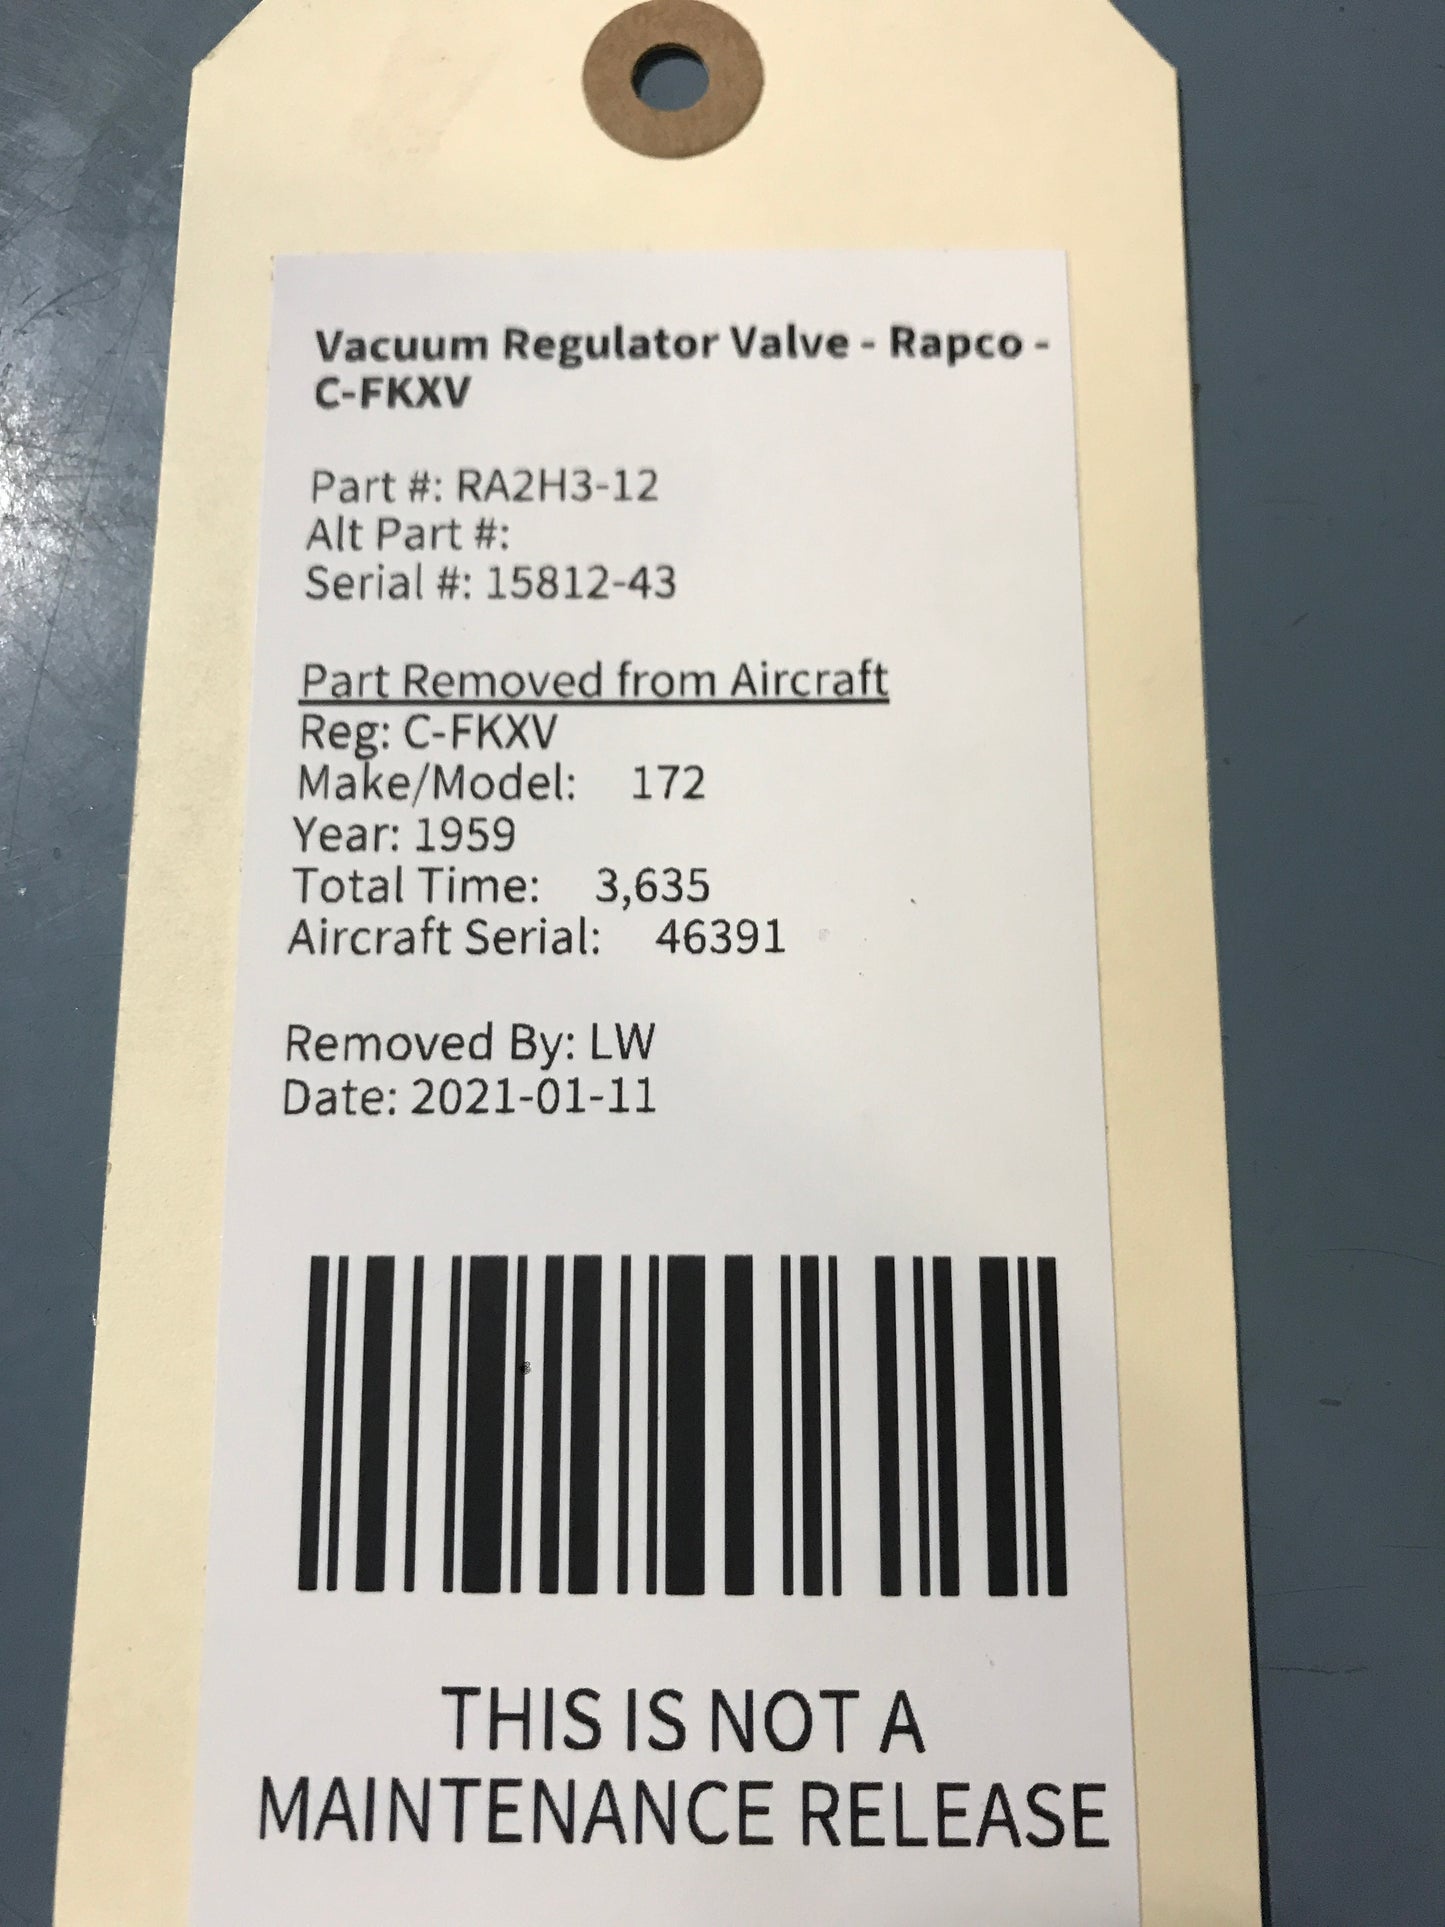 Vacuum Regulator Valve - Rapco -
C-FKXV
Part #: RA2H3-12
Alt Part #:
Serial #: 15812-43
Part Removed from Aircraft
Reg: C-FKXV
Make/Model: 172
Year: 1959
Total Time: 3,635
Aircraft Serial: 46391
Removed By: LW
Date: 2021-01-11
THIS IS NOT A
MAINTENANCE RELEASE